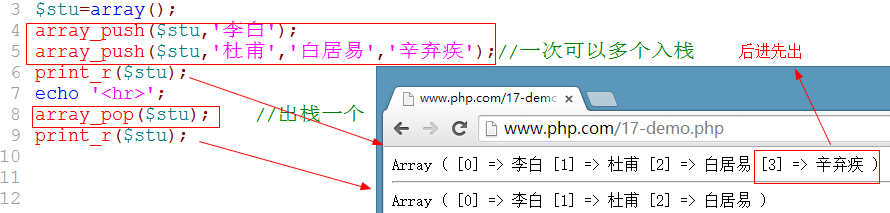 3 $stu=array();
4 array_push($stu,'李白');
5 array_push($stu,'杜甫','白居易','辛弃疾');//一次可以多个入栈
后进先出
6 print_r($stu);
7 echo '<hr>';
8 array_pop($stu); //出栈一个
9 print_r($stu);
10
11
12
www.php.com/17-demo
www.php.com/17-demo.php
Array ( [0] => 李白 [1] => 杜甫 [2] => 白居易 [3] => 辛弃疾 )
Array ( [0] => 李白 [1] => 杜甫 [2] => 白居易 )